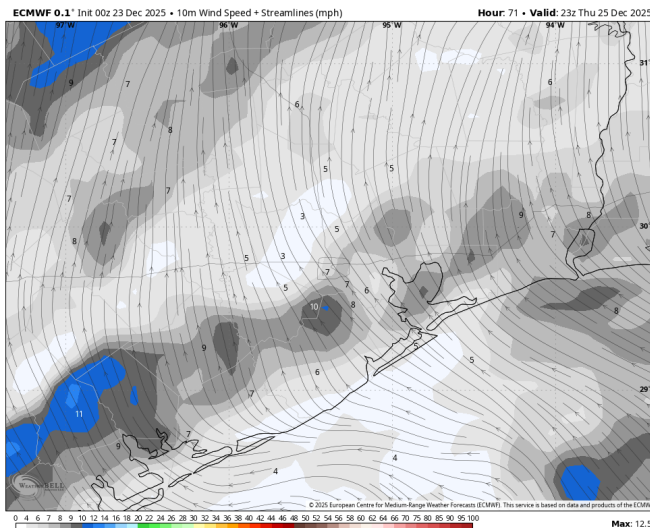 ECMWF 0.1° Init 00z 23 Dec 2025 • 10m Wind Speed + Streamlines (mph)
Hour: 71 • Valid: 23z Thu 25 Dec 2025
97°W 96°W 95°W 94°W
31°
9 7 6
6
7 8
7 5 5
7
3 9 8
30°
8 5 7
5 3
7
5 7 6
10 8
8
9 5
5
6
29°
7
11
7
9
4 4
WeatherBELL
© 2025 European Centre for Medium-Range Weather Forecasts (ECMWF). This service is based on data and products of the ECMWF
0 4 6 7 8 9 10 12 14 16 18 20 22 24 26 28 30 32 34 36 38 40 42 44 46 48 50 52 54 56 58 60 62 64 66 68 70 75 80 85 90 95 100
Max: 12.5